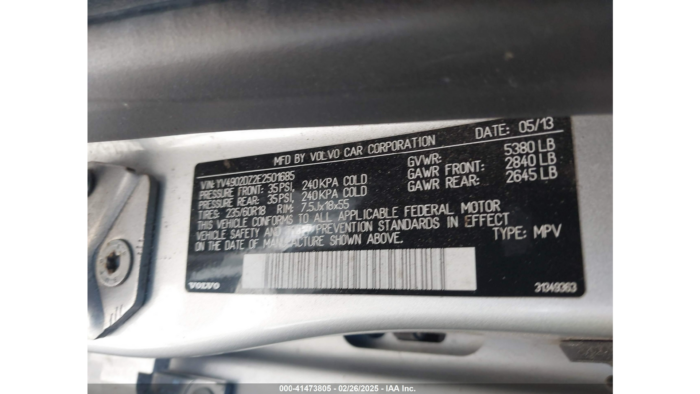 MFD BY VOLVO CAR CORPORATION DATE: 05/13
VIN: YV4902DZ2E2501685 GVWR: 5380 LB
PRESSURE FRONT: 35 PSI, 240 KPA COLD GAWR FRONT: 2840 LB
PRESSURE REAR: 35 PSI, 240 KPA COLD GAWR REAR: 2645 LB
TIRES: 235/60R18 RIM: 7.5Jx18x55
THIS VEHICLE CONFORMS TO ALL APPLICABLE FEDERAL MOTOR
VEHICLE SAFETY AND THEFT PREVENTION STANDARDS IN EFFECT
ON THE DATE OF MANUFACTURE SHOWN ABOVE. TYPE: MPV
VOLVO 31349363
000-41473805 - 02/26/2025 - IAA Inc.